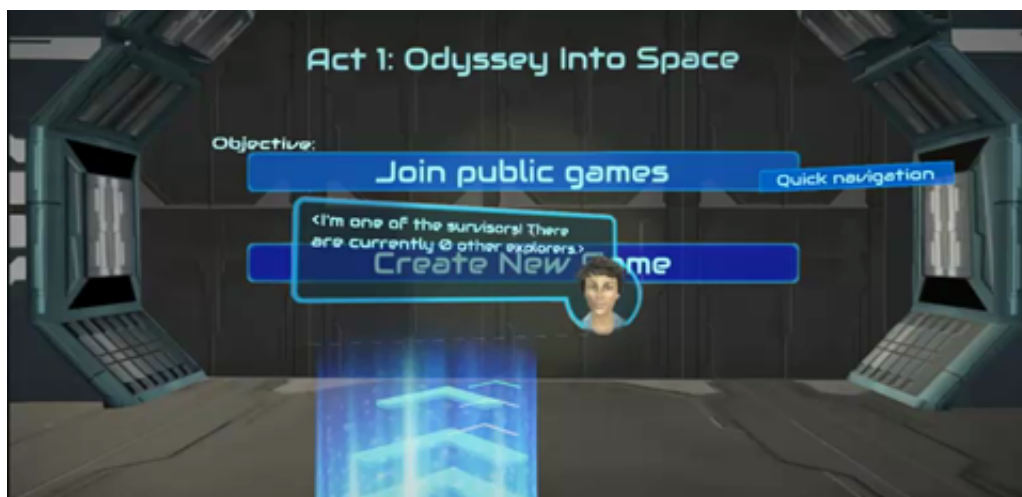 Act 1: Odyssey Into Space
Objective:
Join public games
Quick navigation
<I'm one of the survisors! There
are currently 0 other explorers.>
Create New Game